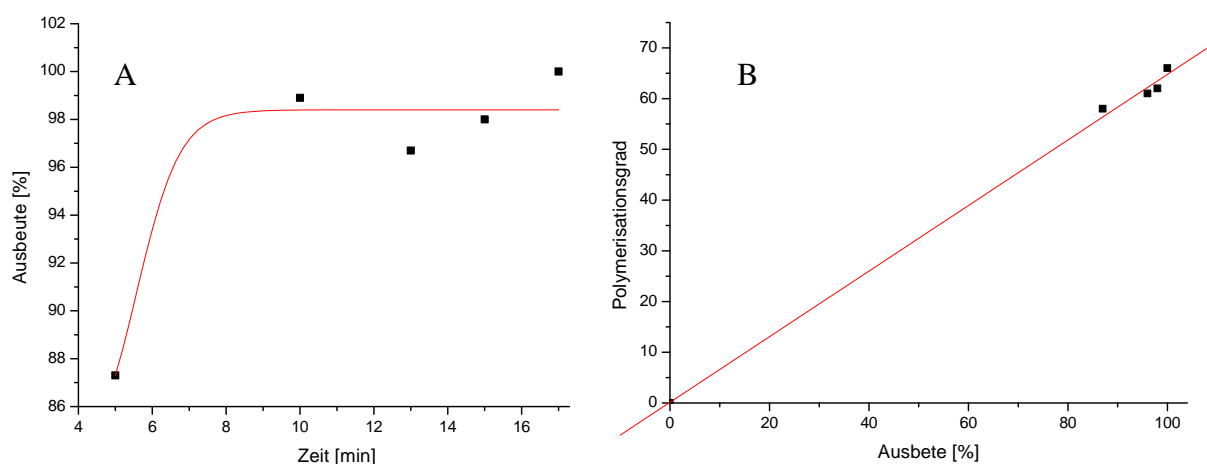 A
102
100
98
96
94
92
90
88
86
Ausbeute [%]
4 6 8 10 12 14 16
Zeit [min]
B
70
60
50
40
30
20
10
0
Polymerisationsgrad
0 20 40 60 80 100
Ausbete [%]